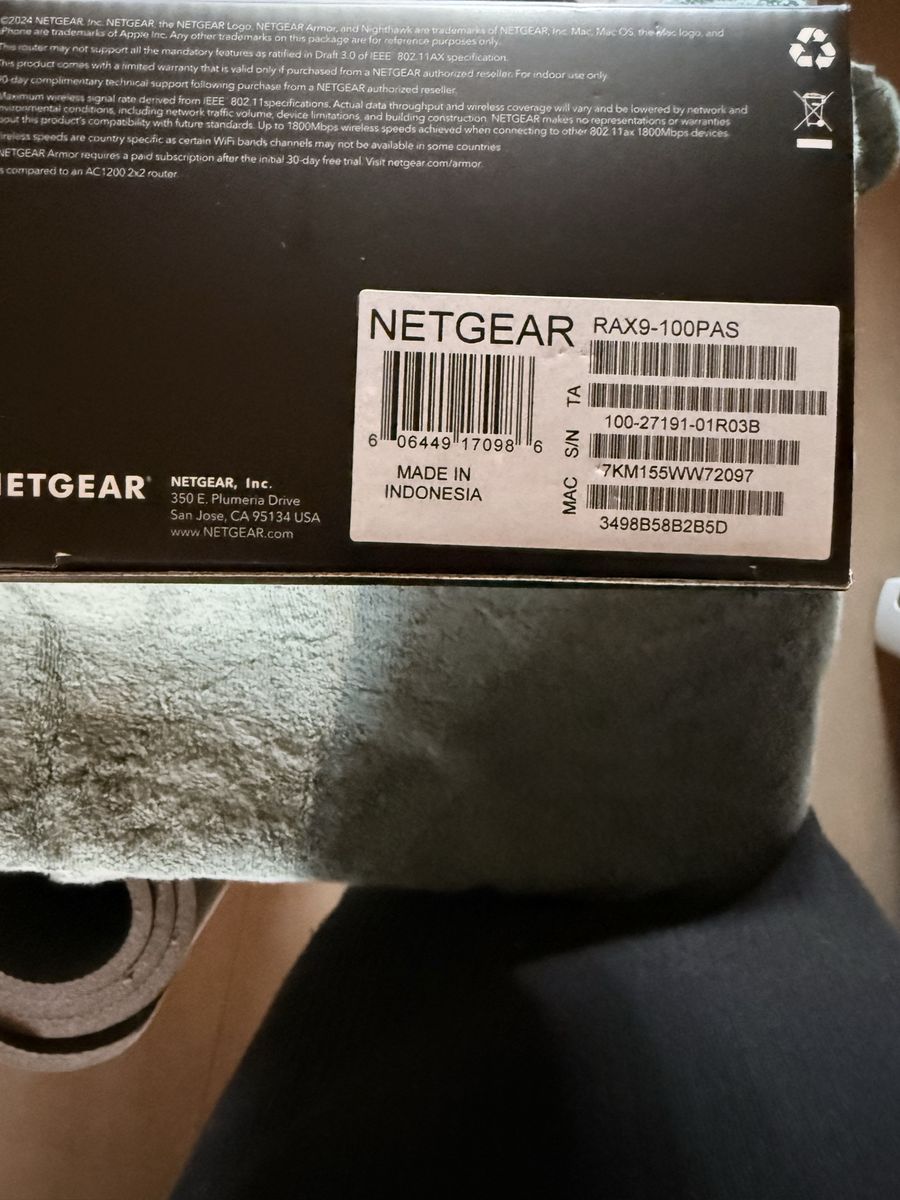 ©2024 NETGEAR, Inc. NETGEAR, the NETGEAR Logo, NETGEAR Armor, and Nighthawk are trademarks of NETGEAR, Inc. Mac, Mac OS, the Mac logo, and
iPhone are trademarks of Apple Inc. Any other trademarks on this package are for reference purposes only.
This router may not support all the mandatory features as ratified in Draft 3.0 of IEEE 802.11AX specification.
This product comes with a limited warranty that is valid only if purchased from a NETGEAR authorized reseller. For indoor use only.
0-day complimentary technical support following purchase from a NETGEAR authorized reseller.
Maximum wireless signal rate derived from IEEE 802.11specifications. Actual data throughput and wireless coverage will vary and be lowered by network and
nvironmental conditions, including network traffic volume, device limitations, and building construction. NETGEAR makes no representations or warranties
out this product's compatibility with future standards. Up to 1800Mbps wireless speeds achieved when connecting to other 802.11ax 1800Mbps devices.
ireless speeds are country specific as certain WiFi bands channels may not be available in some countries
NETGEAR Armor requires a paid subscription after the initial 30-day free trial. Visit netgear.com/armor.
s compared to an AC1200 2x2 router.
NETGEAR
RAX9-100PAS
TA
100-27191-01R03B
6 06449 17098 6
S/N
7KM155WW72097
MADE IN
INDONESIA
MAC
3498B58B2B5D
ETGEAR
NETGEAR, Inc.
350 E. Plumeria Drive
San Jose, CA 95134 USA
www.NETGEAR.com